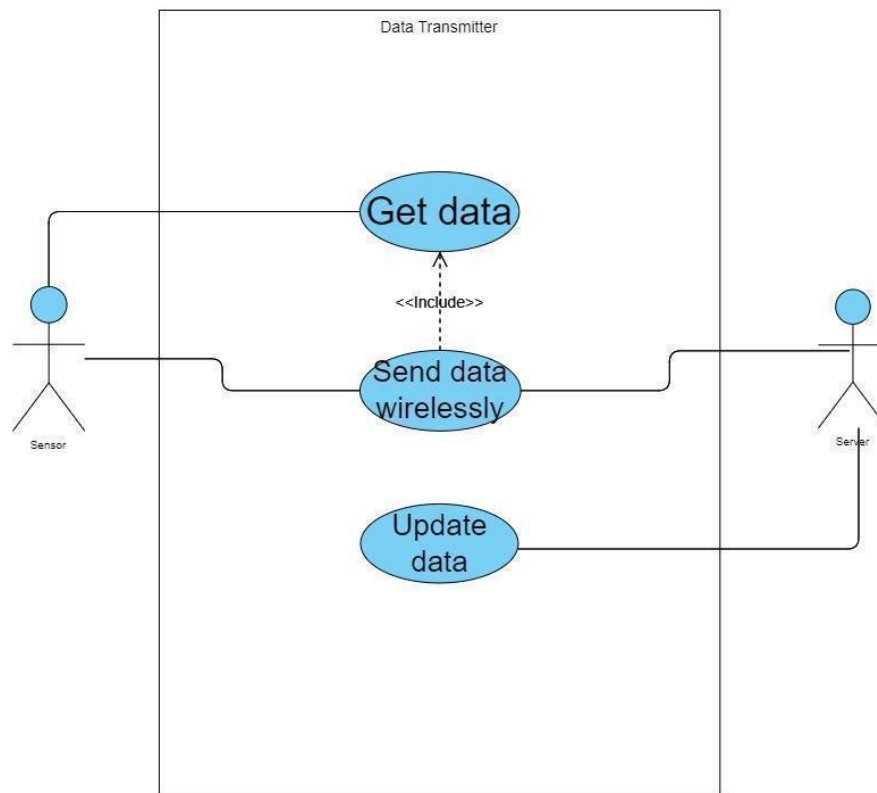 Data Transmitter
Get data
<<Include>>
Send data
wirelessly
Sensor
Server
Update
data